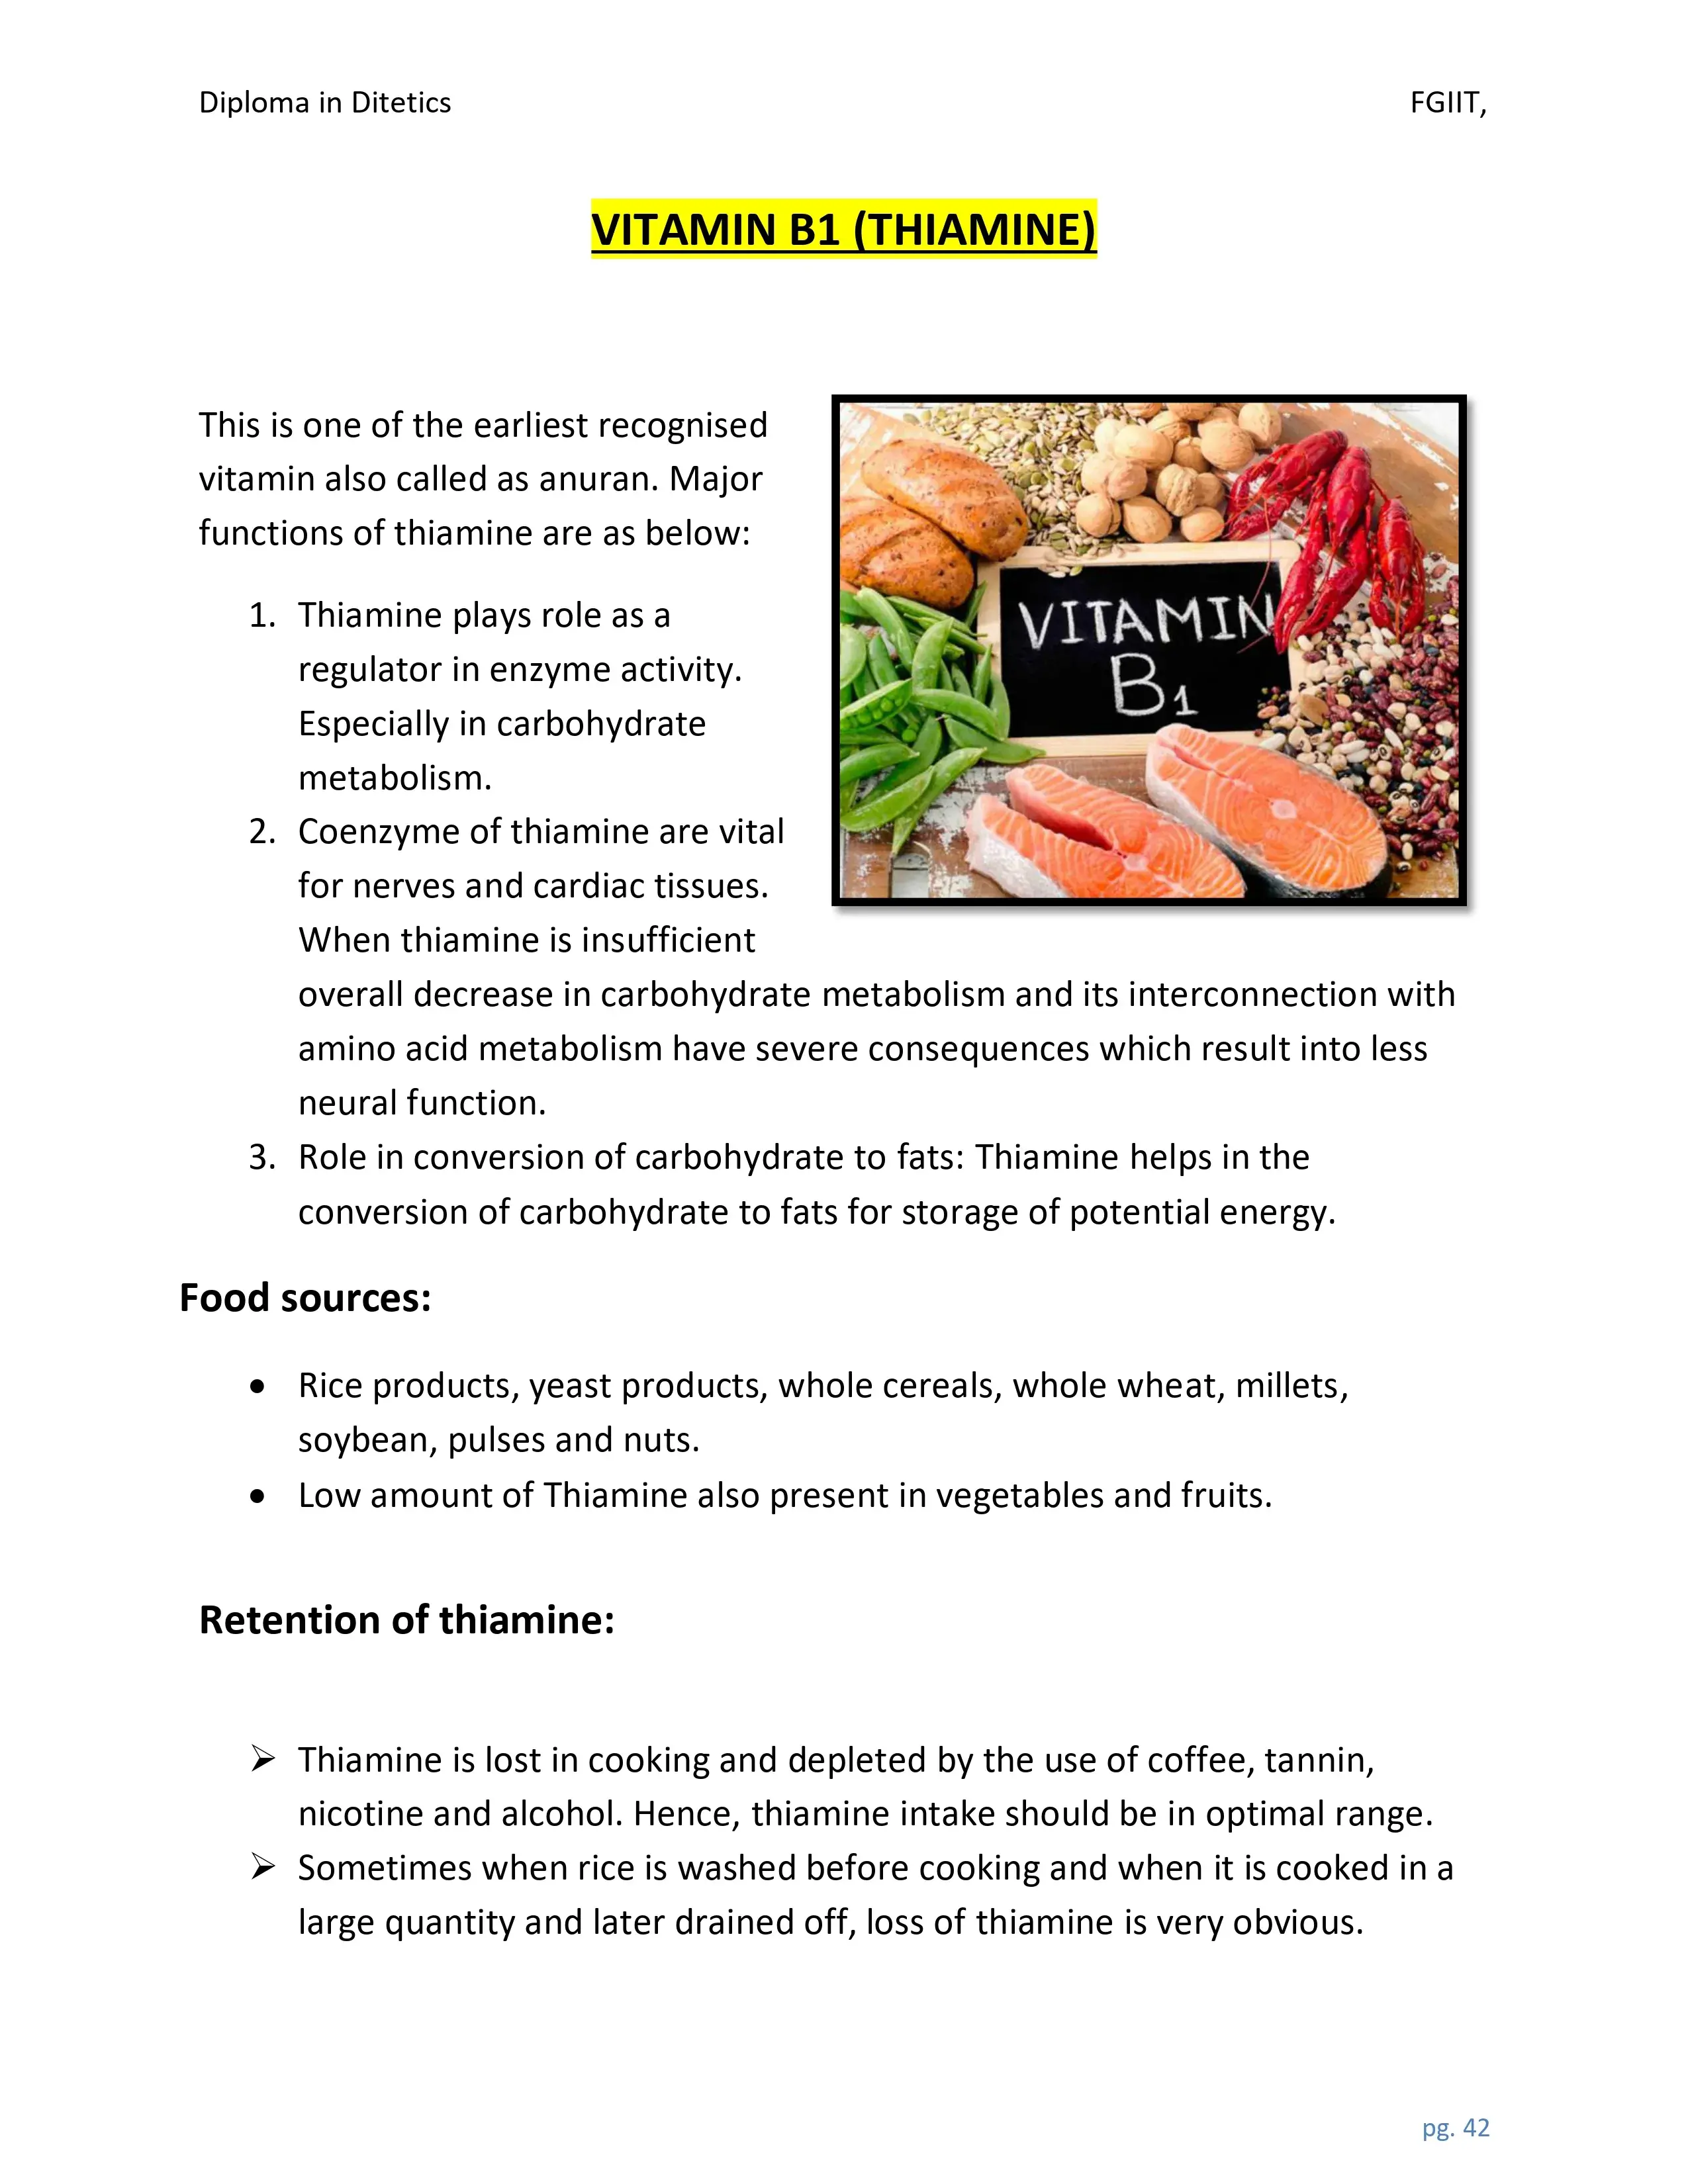 Diploma in Ditetics FGIIT,
VITAMIN B1 (THIAMINE)
This is one of the earliest recognised
vitamin also called as anuran. Major
functions of thiamine are as below:
1. Thiamine plays role as a
regulator in enzyme activity.
Especially in carbohydrate
metabolism.
2. Coenzyme of thiamine are vital
for nerves and cardiac tissues.
When thiamine is insufficient
overall decrease in carbohydrate metabolism and its interconnection with
amino acid metabolism have severe consequences which result into less
neural function.
3. Role in conversion of carbohydrate to fats: Thiamine helps in the
conversion of carbohydrate to fats for storage of potential energy.
VITAMIN
B1
Food sources:
• Rice products, yeast products, whole cereals, whole wheat, millets,
soybean, pulses and nuts.
• Low amount of Thiamine also present in vegetables and fruits.
Retention of thiamine:
➢ Thiamine is lost in cooking and depleted by the use of coffee, tannin,
nicotine and alcohol. Hence, thiamine intake should be in optimal range.
➢ Sometimes when rice is washed before cooking and when it is cooked in a
large quantity and later drained off, loss of thiamine is very obvious.
pg. 42